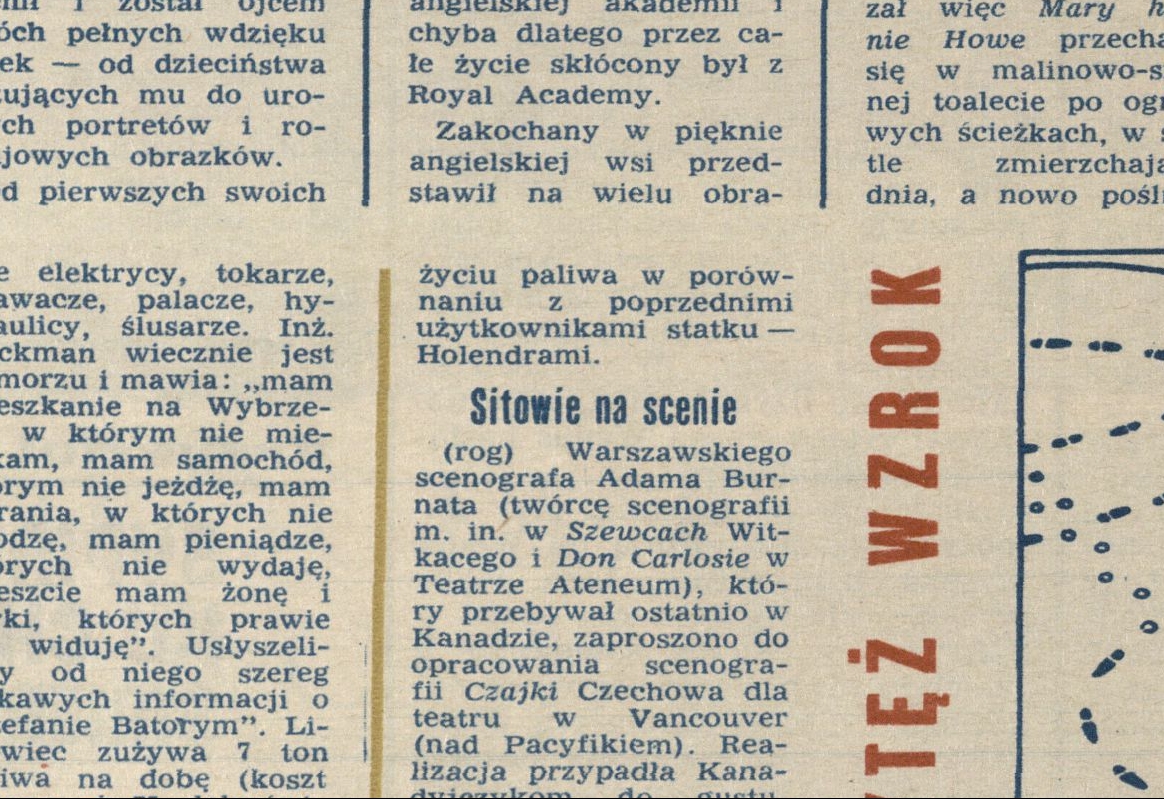 został ojcem
pełnych wdzięku
— od dzieciństwa
mu do uro-
portretów i ro-
obrazków.
pierwszych swoich
angielskiej akademii i
chyba dlatego przez ca-
łe życie skłócony był z
Royal Academy.
Zakochany w pięknie
angielskiej wsi przed-
stawił na wielu obra-
zał więc Mary
nie Howe
się w malinowo-
nej toalecie po
wych ścieżkach, w
tle
dnia, a nowo
elektrycy, tokarze,
palacze, hy-
ślusarze. Inż.
wiecznie jest
morzu i mawia: „mam
na Wybrze-
w którym nie mie-
mam samochód,
nie jeżdżę, mam
w których nie
mam pieniądze,
nie wydaję,
mam żonę i
których prawie
widuję”. Usłyszeli-
od niego szereg
informacji o
Batorym”. Li-
zużywa 7 ton
na dobę (koszt
życiu paliwa w porów-
naniu z poprzednimi
użytkownikami statku —
Holendrami.
Sitowie na scenie
(rog) Warszawskiego
scenografa Adama Bur-
nata (twórcę scenografii
m. in. w Szewcach Wit-
kacego i Don Carlosie w
Teatrze Ateneum), któ-
ry przebywał ostatnio w
Kanadzie, zaproszono do
opracowania scenogra-
fii Czajki Czechowa dla
teatru w Vancouver
(nad Pacyfikiem). Rea-
lizacja przypadła Kana-
dyjczykom do gustu
TĘŻ WZROK